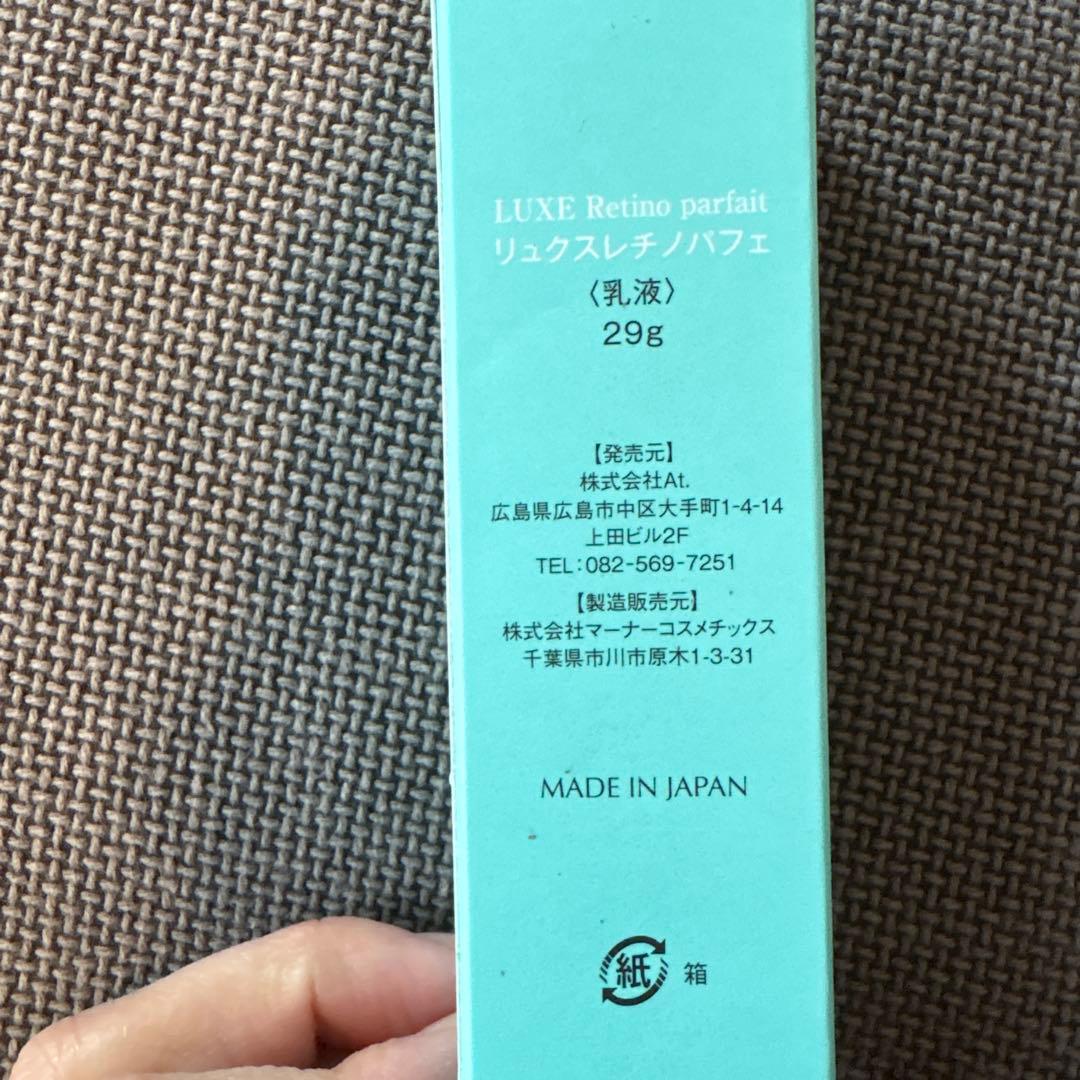 LUXE Retino parfait
リュクスレチノパフェ
〈乳液〉
29g
【発売元】
株式会社At.
広島県広島市中区大手町1-4-14
上田ビル2F
TEL:082-569-7251
【製造販売元】
株式会社マーナーコスメチックス
千葉県市川市原木1-3-31
MADE IN JAPAN
紙 箱